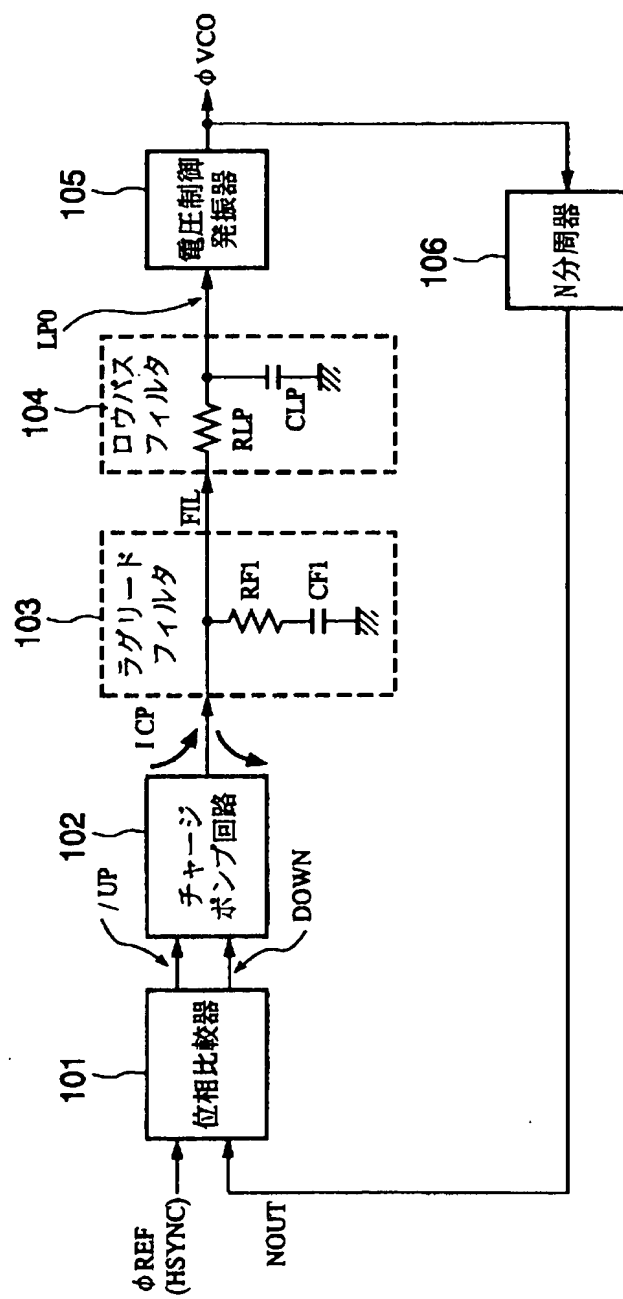 φREF
(HSYNC)
NOUT
101
位相比較器
/UP
DOWN
102
チャージ
ポンプ回路
ICP
103
ラグリード
フィルタ
RF1
CF1
FIL
104
ロウパス
フィルタ
RLP
CLP
LPO
105
電圧制御
発振器
φVCO
106
N分周器